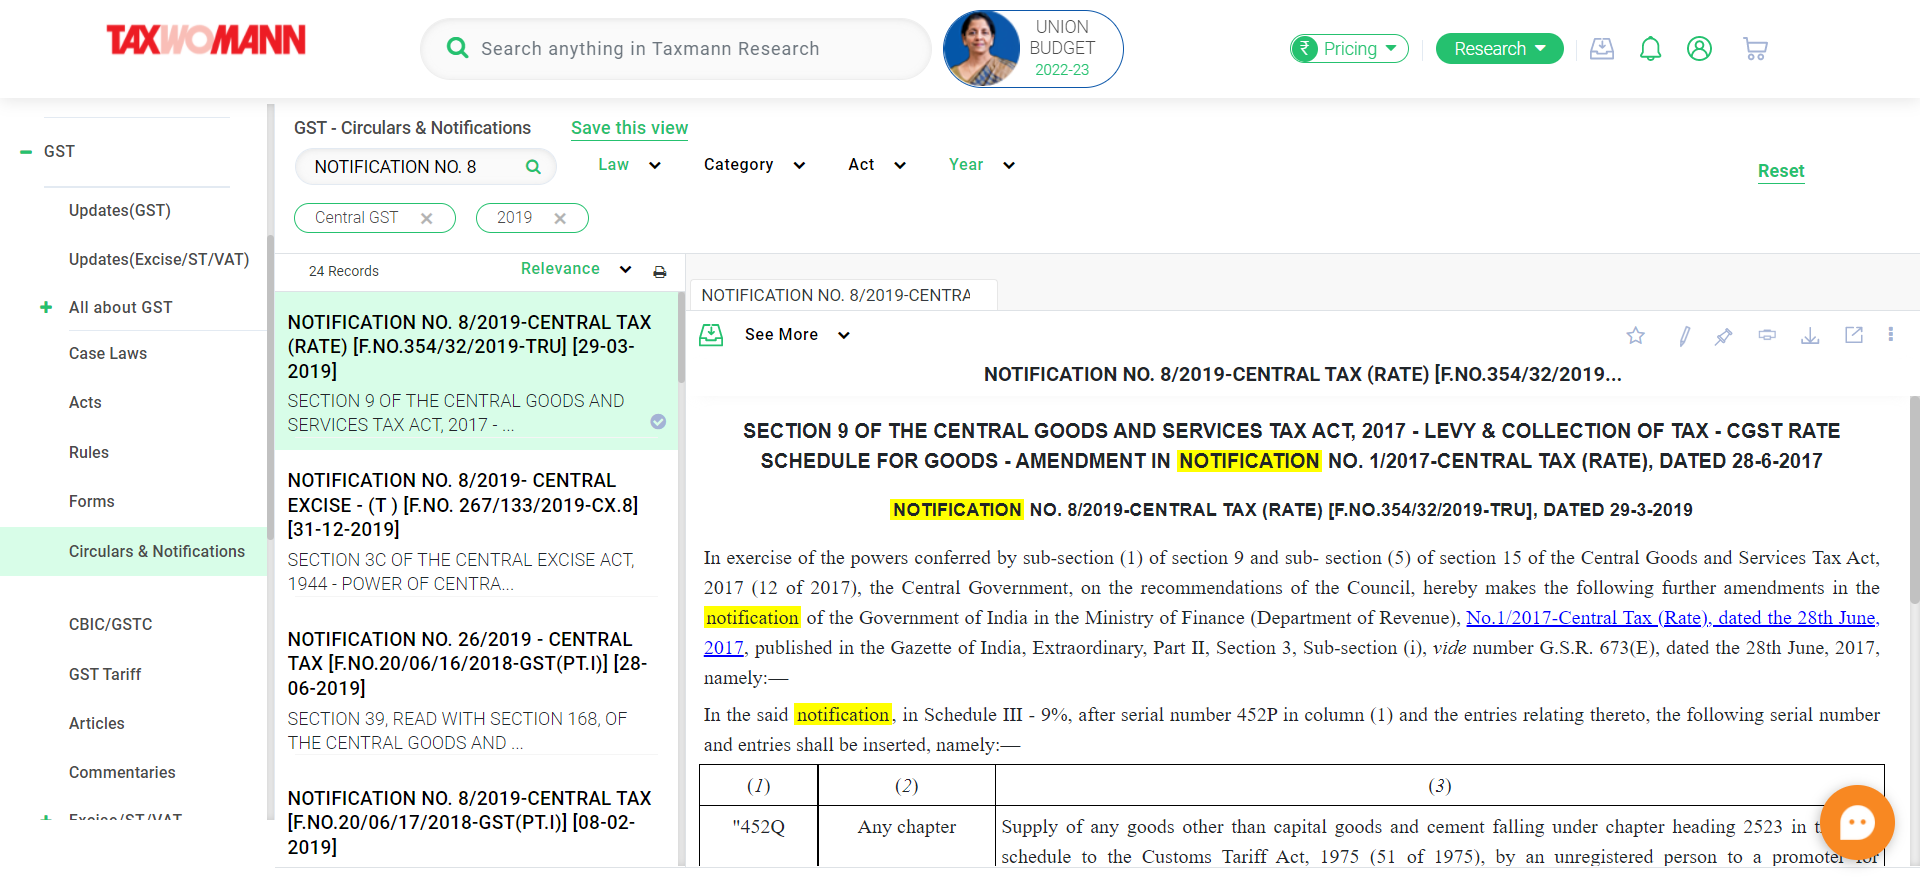 TAXWOMANN
Search anything in Taxmann Research
UNION
BUDGET
2022-23
₹ Pricing
Research
GST
Updates(GST)
Updates(Excise/ST/VAT)
All about GST
Case Laws
Acts
Rules
Forms
Circulars & Notifications
CBIC/GSTC
GST Tariff
Articles
Commentaries
Excise/ST/VAT
GST - Circulars & Notifications
Save this view
NOTIFICATION NO. 8
Law
Category
Act
Year
Reset
Central GST
2019
24 Records
Relevance
NOTIFICATION NO. 8/2019-CENTRAL TAX
(RATE) [F.NO.354/32/2019-TRU] [29-03-
2019]
SECTION 9 OF THE CENTRAL GOODS AND
SERVICES TAX ACT, 2017 - ...
NOTIFICATION NO. 8/2019- CENTRAL
EXCISE - (T ) [F.NO. 267/133/2019-CX.8]
[31-12-2019]
SECTION 3C OF THE CENTRAL EXCISE ACT,
1944 - POWER OF CENTRA...
NOTIFICATION NO. 26/2019 - CENTRAL
TAX [F.NO.20/06/16/2018-GST(PT.I)] [28-
06-2019]
SECTION 39, READ WITH SECTION 168, OF
THE CENTRAL GOODS AND ...
NOTIFICATION NO. 8/2019-CENTRAL TAX
[F.NO.20/06/17/2018-GST(PT.I)] [08-02-
2019]
NOTIFICATION NO. 8/2019-CENTRA
See More
NOTIFICATION NO. 8/2019-CENTRAL TAX (RATE) [F.NO.354/32/2019...
SECTION 9 OF THE CENTRAL GOODS AND SERVICES TAX ACT, 2017 - LEVY & COLLECTION OF TAX - CGST RATE
SCHEDULE FOR GOODS - AMENDMENT IN NOTIFICATION NO. 1/2017-CENTRAL TAX (RATE), DATED 28-6-2017
NOTIFICATION NO. 8/2019-CENTRAL TAX (RATE) [F.NO.354/32/2019-TRU], DATED 29-3-2019
In exercise of the powers conferred by sub-section (1) of section 9 and sub- section (5) of section 15 of the Central Goods and Services Tax Act,
2017 (12 of 2017), the Central Government, on the recommendations of the Council, hereby makes the following further amendments in the
notification of the Government of India in the Ministry of Finance (Department of Revenue), No.1/2017-Central Tax (Rate), dated the 28th June,
2017, published in the Gazette of India, Extraordinary, Part II, Section 3, Sub-section (i), vide number G.S.R. 673(E), dated the 28th June, 2017,
namely:—
In the said notification, in Schedule III - 9%, after serial number 452P in column (1) and the entries relating thereto, the following serial number
and entries shall be inserted, namely:—
(1) (2) (3)
"452Q Any chapter Supply of any goods other than capital goods and cement falling under chapter heading 2523 in
schedule to the Customs Tariff Act, 1975 (51 of 1975), by an unregistered person to a promoter for